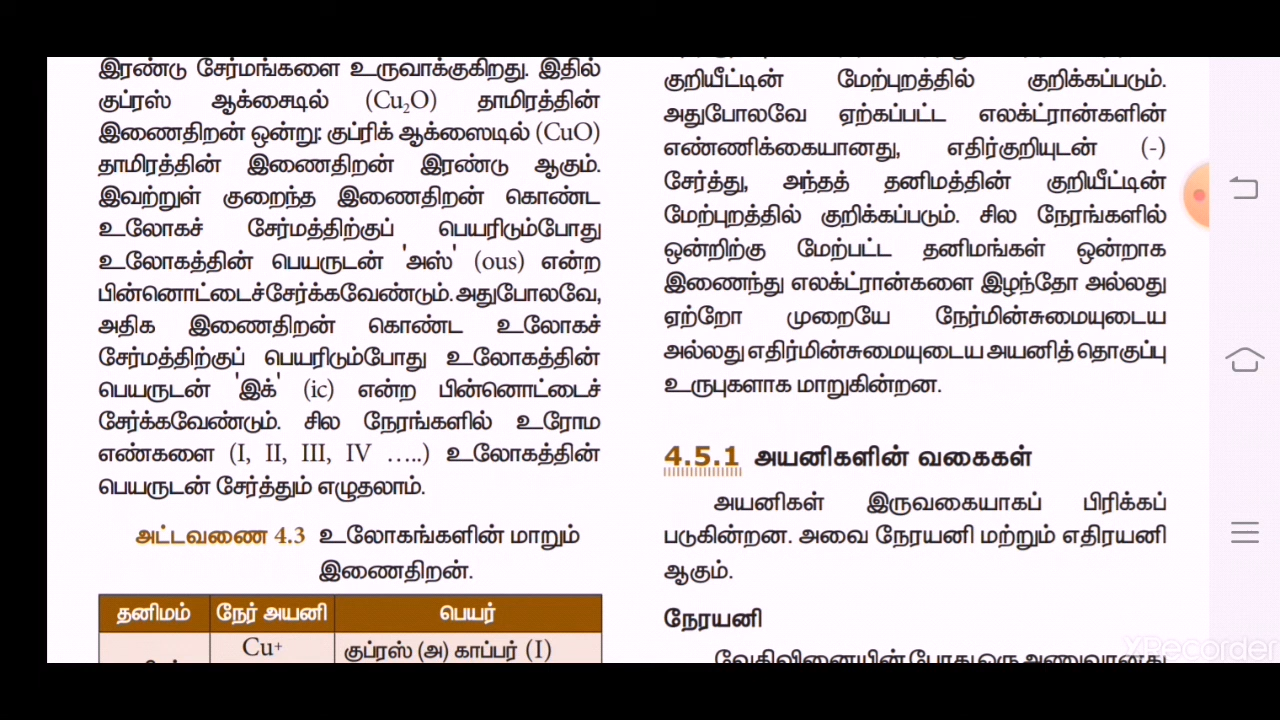 இரண்டு சேர்மங்களை உருவாக்குகிறது. இதில்
குப்ரஸ் ஆக்சைடில் (Cu₂O) தாமிரத்தின்
இணைதிறன் ஒன்று: குப்ரிக் ஆக்ஸைடில் (CuO)
தாமிரத்தின் இணைதிறன் இரண்டு ஆகும்.
இவற்றுள் குறைந்த இணைதிறன் கொண்ட
உலோகச் சேர்மத்திற்குப் பெயரிடும்போது
உலோகத்தின் பெயருடன் 'அஸ்' (ous) என்ற
பின்னொட்டைச்சேர்க்கவேண்டும். அதுபோலவே,
அதிக இணைதிறன் கொண்ட உலோகச்
சேர்மத்திற்குப் பெயரிடும்போது உலோகத்தின்
பெயருடன் 'இக்' (ic) என்ற பின்னொட்டைச்
சேர்க்கவேண்டும். சில நேரங்களில் உரோம
எண்களை (I, II, III, IV …..) உலோகத்தின்
பெயருடன் சேர்த்தும் எழுதலாம்.
அட்டவணை 4.3 உலோகங்களின் மாறும்
இணைதிறன்.
தனிமம் நேர் அயனி பெயர்
Cu⁺ குப்ரஸ் (அ) காப்பர் (I)
குறியீட்டின் மேற்புறத்தில் குறிக்கப்படும்.
அதுபோலவே ஏற்கப்பட்ட எலக்ட்ரான்களின்
எண்ணிக்கையானது, எதிர்குறியுடன் (-)
சேர்த்து, அந்தத் தனிமத்தின் குறியீட்டின்
மேற்புறத்தில் குறிக்கப்படும். சில நேரங்களில்
ஒன்றிற்கு மேற்பட்ட தனிமங்கள் ஒன்றாக
இணைந்து எலக்ட்ரான்களை இழந்தோ அல்லது
ஏற்றோ முறையே நேர்மின்சுமையுடைய
அல்லது எதிர்மின்சுமையுடைய அயனித் தொகுப்பு
உருபுகளாக மாறுகின்றன.
4.5.1 அயனிகளின் வகைகள்
அயனிகள் இருவகையாகப் பிரிக்கப்
படுகின்றன. அவை நேரயனி மற்றும் எதிரயனி
ஆகும்.
நேரயனி
வேதிவினையின் போது ஒரு அணுவானது
XRecorder